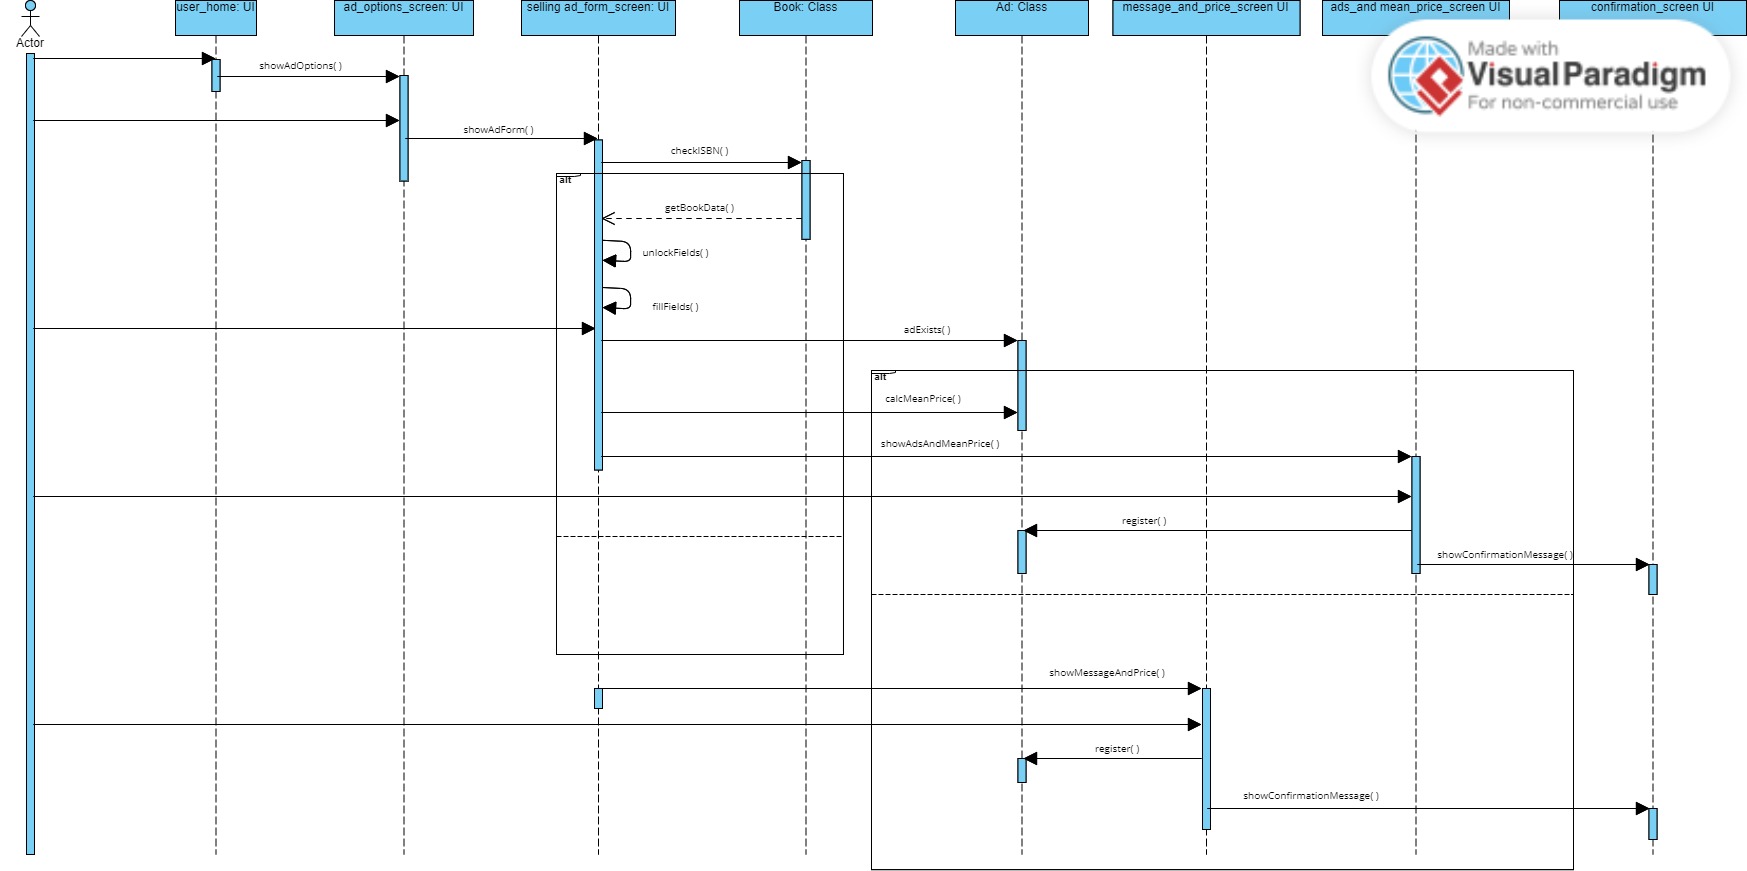 user_home: UI
ad_options_screen: UI
selling ad_form_screen: UI
Book: Class
Ad: Class
message_and_price_screen UI
ads_and mean_price_screen UI
confirmation_screen UI
Actor
Made with
Visual Paradigm
For non-commercial use
showAdOptions( )
showAdForm( )
checkISBN( )
alt
getBookData( )
unlockFields( )
fillFields( )
adExists( )
alt
calcMeanPrice( )
showAdsAndMeanPrice( )
register( )
showConfirmationMessage( )
showMessageAndPrice( )
register( )
showConfirmationMessage( )